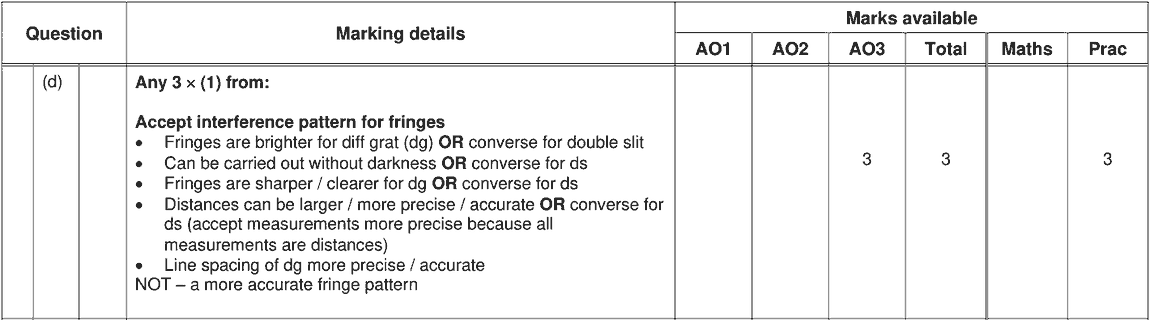 Question Marking details Marks available
AO1 AO2 AO3 Total Maths Prac
(d) Any 3 × (1) from:
Accept interference pattern for fringes
• Fringes are brighter for diff grat (dg) OR converse for double slit
• Can be carried out without darkness OR converse for ds
• Fringes are sharper / clearer for dg OR converse for ds
• Distances can be larger / more precise / accurate OR converse for
ds (accept measurements more precise because all
measurements are distances)
• Line spacing of dg more precise / accurate
NOT – a more accurate fringe pattern
3 3 3